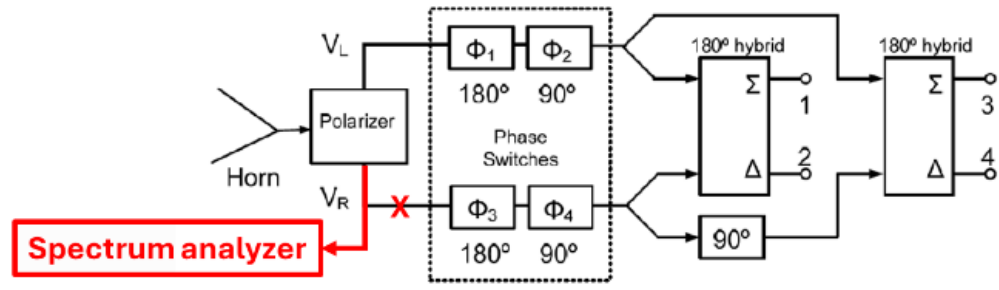 V_L
Φ1
Φ2
180º
90º
180º hybrid
180º hybrid
Σ
1
Σ
3
Polarizer
Horn
Phase
Switches
Δ
2
Δ
4
V_R
X
Φ3
Φ4
180º
90º
90º
Spectrum analyzer